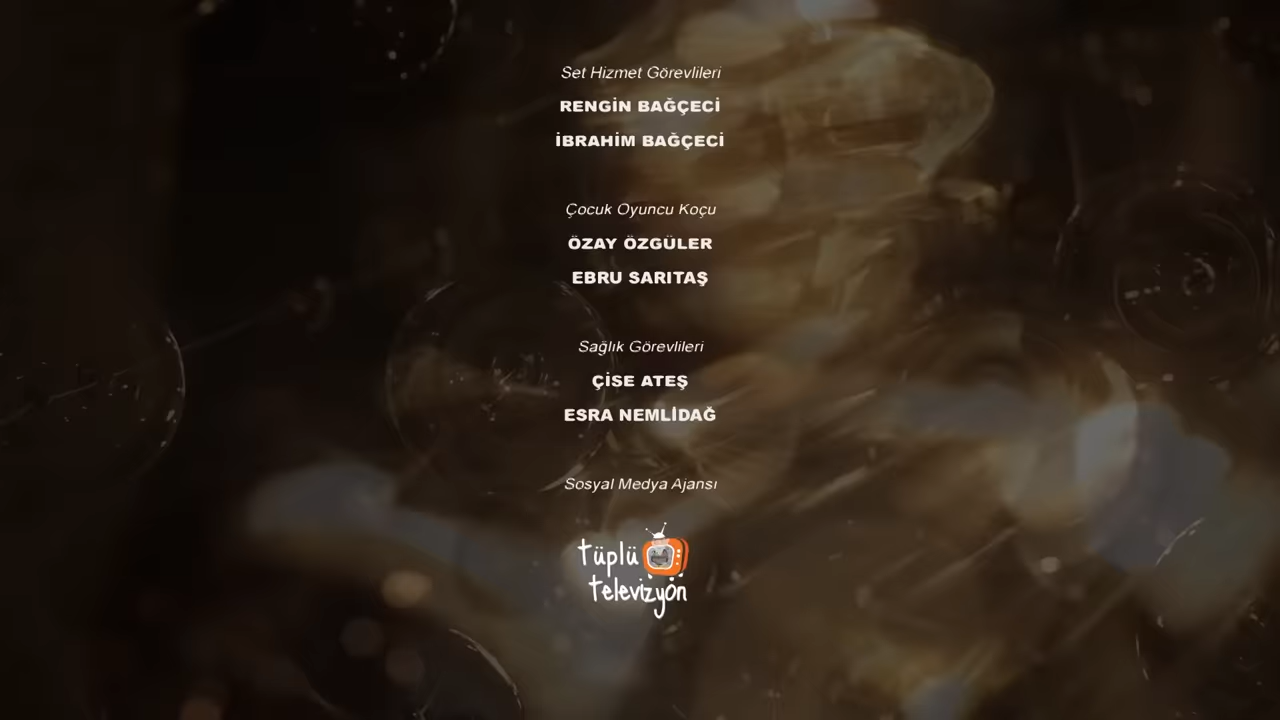 Set Hizmet Görevlileri
RENGİN BAĞÇECİ
İBRAHİM BAĞÇECİ
Çocuk Oyuncu Koçu
ÖZAY ÖZGÜLER
EBRU SARITAŞ
Sağlık Görevlileri
ÇİSE ATEŞ
ESRA NEMLİDAĞ
Sosyal Medya Ajansı
tüplü
televizyon